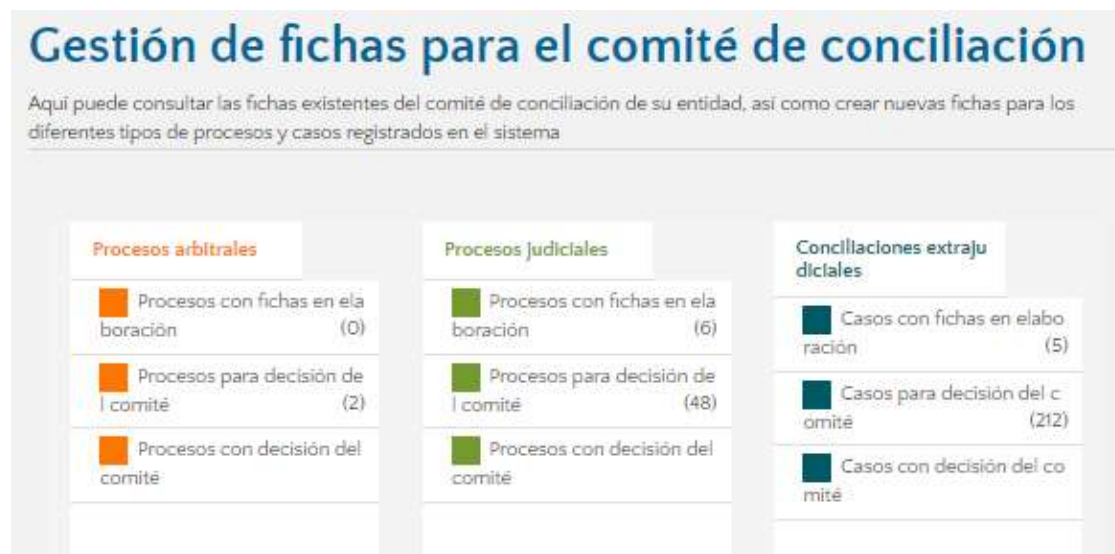 Gestión de fichas para el comité de conciliación
Aquí puede consultar las fichas existentes del comité de conciliación de su entidad, así como crear nuevas fichas para los
diferentes tipos de procesos y casos registrados en el sistema
Procesos arbitrales
Procesos con fichas en ela
boración (0)
Procesos para decisión de
l comité (2)
Procesos con decisión del
comité
Procesos judiciales
Procesos con fichas en ela
boración (6)
Procesos para decisión de
l comité (48)
Procesos con decisión del
comité
Conciliaciones extraju
diciales
Casos con fichas en elabo
ración (5)
Casos para decisión del c
omité (212)
Casos con decisión del co
mité